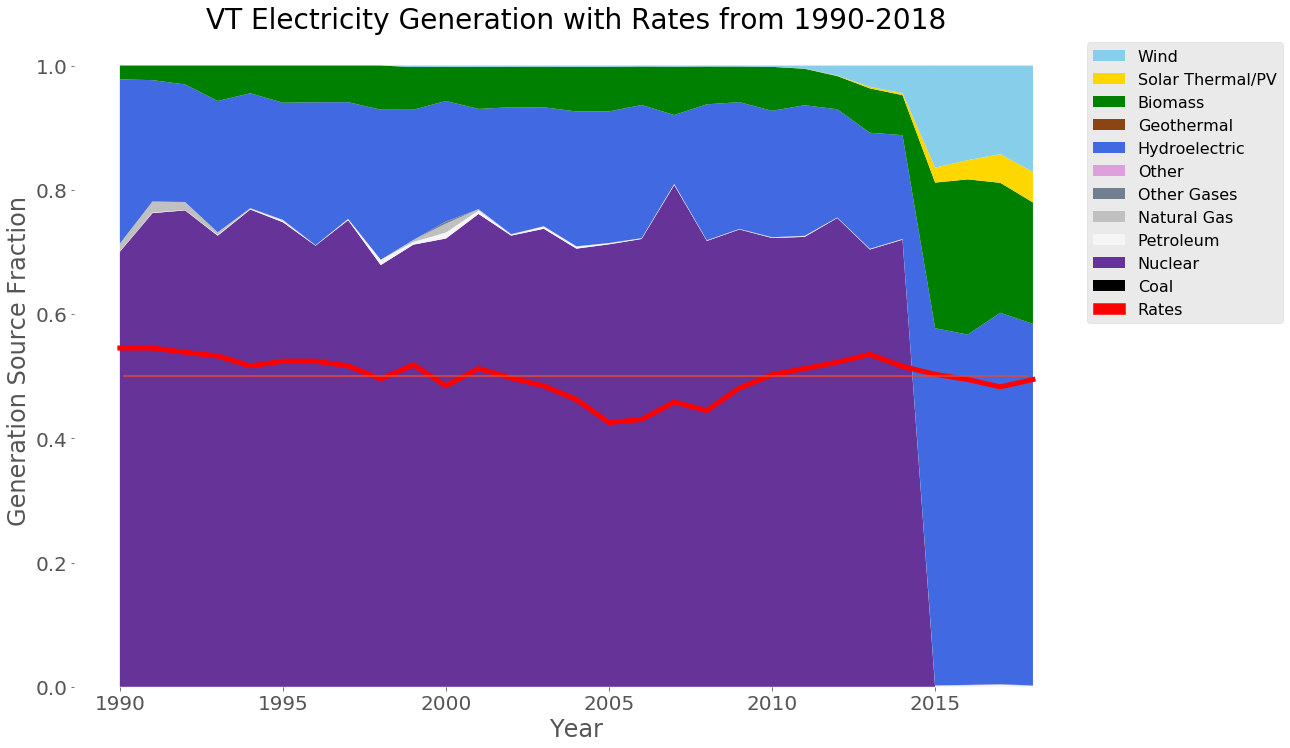 VT Electricity Generation with Rates from 1990-2018
Generation Source Fraction
1.0
0.8
0.6
0.4
0.2
0.0
1990 1995 2000 2005 2010 2015
Year
Wind
Solar Thermal/PV
Biomass
Geothermal
Hydroelectric
Other
Other Gases
Natural Gas
Petroleum
Nuclear
Coal
Rates